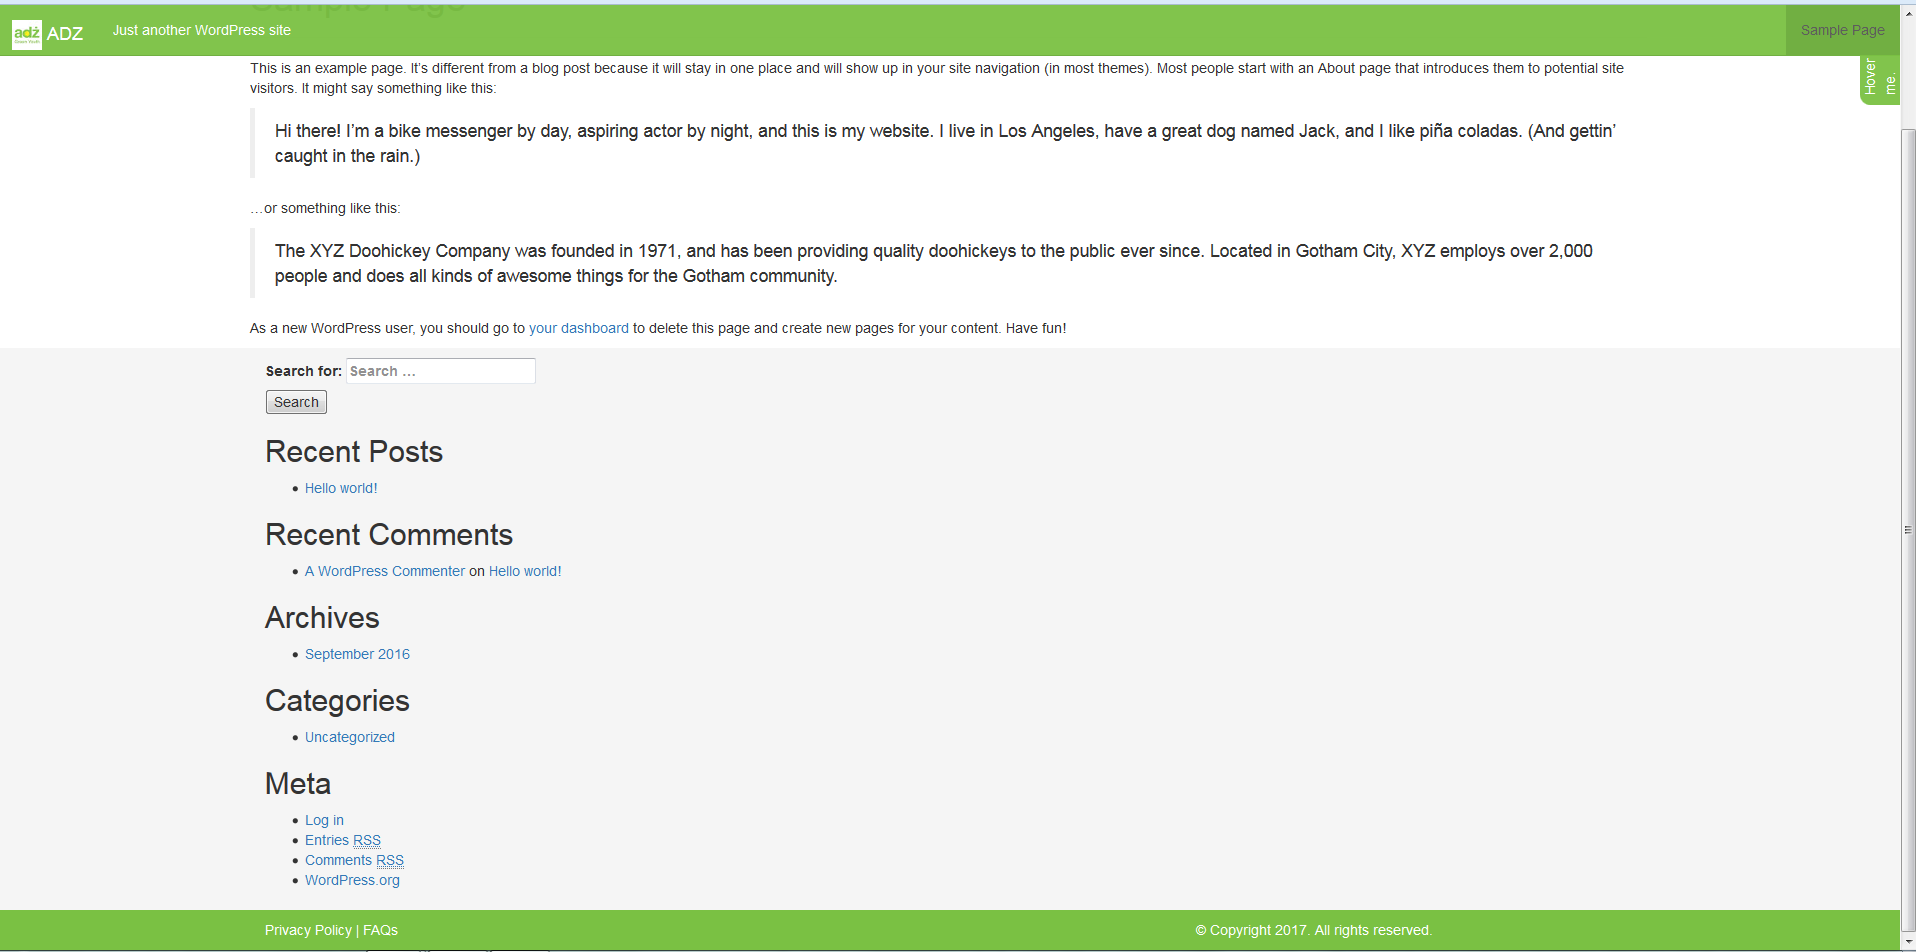 Sample Page
adż
ADZ
Just another WordPress site
Sample Page
Hover
me.
This is an example page. It’s different from a blog post because it will stay in one place and will show up in your site navigation (in most themes). Most people start with an About page that introduces them to potential site
visitors. It might say something like this:
Hi there! I’m a bike messenger by day, aspiring actor by night, and this is my website. I live in Los Angeles, have a great dog named Jack, and I like piña coladas. (And gettin’
caught in the rain.)
…or something like this:
The XYZ Doohickey Company was founded in 1971, and has been providing quality doohickeys to the public ever since. Located in Gotham City, XYZ employs over 2,000
people and does all kinds of awesome things for the Gotham community.
As a new WordPress user, you should go to your dashboard to delete this page and create new pages for your content. Have fun!
Search for: Search …
Search
Recent Posts
Hello world!
Recent Comments
A WordPress Commenter on Hello world!
Archives
September 2016
Categories
Uncategorized
Meta
Log in
Entries RSS
Comments RSS
WordPress.org
Privacy Policy | FAQs
© Copyright 2017. All rights reserved.